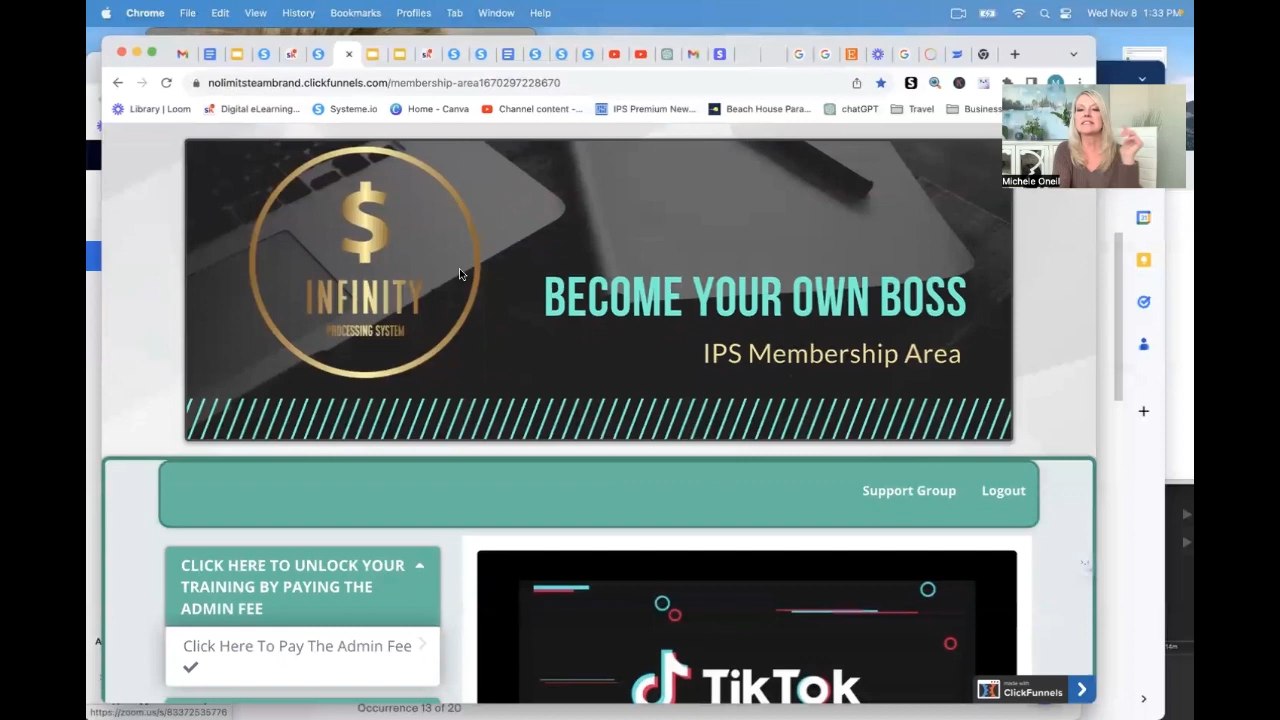 Chrome File Edit View History Bookmarks Profiles Tab Window Help Wed Nov 8 1:33 PM
nolimitsteambrand.clickfunnels.com/membership-area1670297228670
Library | Loom Digital eLearning... Systeme.io Home - Canva Channel content -... IPS Premium New... Beach House Para... chatGPT Travel Business
Michele Oneil
$
INFINITY
PROCESSING SYSTEM
BECOME YOUR OWN BOSS
IPS Membership Area
Support Group Logout
CLICK HERE TO UNLOCK YOUR
TRAINING BY PAYING THE
ADMIN FEE
Click Here To Pay The Admin Fee
TikTok
made with
ClickFunnels
Occurrence 13 of 20
https://zoom.us/s/83372535776